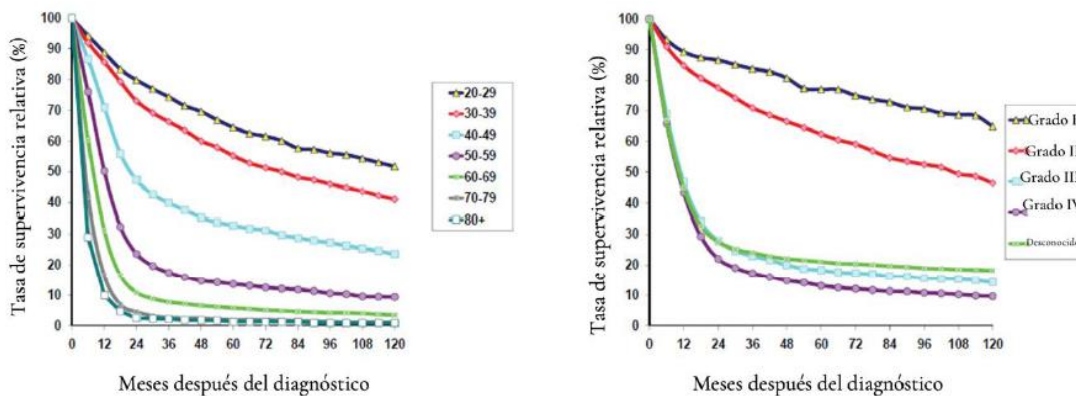 Tasa de supervivencia relativa (%)
100
90
80
70
60
50
40
30
20
10
0
0 12 24 36 48 60 72 84 96 108 120
Meses después del diagnóstico
20-29
30-39
40-49
50-59
60-69
70-79
80+
Tasa de supervivencia relativa (%)
100
90
80
70
60
50
40
30
20
10
0
0 12 24 36 48 60 72 84 96 108 120
Meses después del diagnóstico
Grado I
Grado II
Grado III
Grado IV
Desconocido